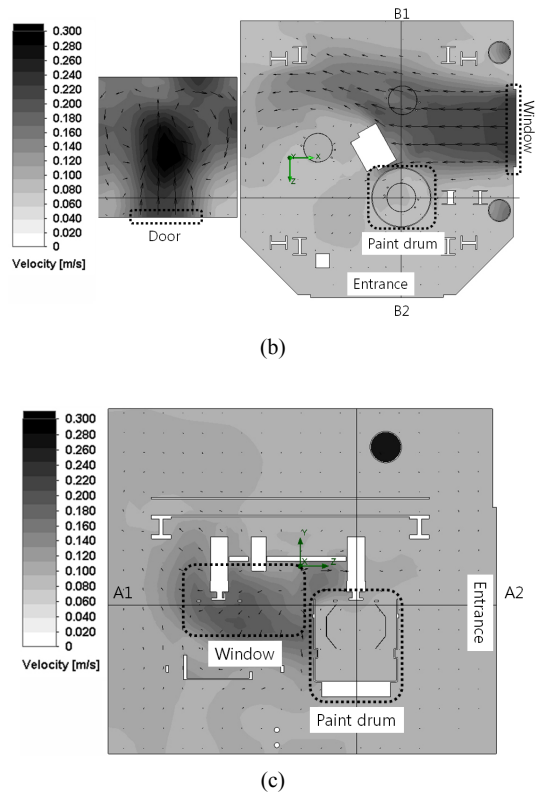 B1
0.300
0.280
0.260
0.240
0.220
0.200
0.180
0.160
0.140
0.120
0.100
0.080
0.060
0.040
0.020
0
Velocity [m/s]
Door
Window
Y
X
Z
Paint drum
Entrance
B2
(b)
0.300
0.280
0.260
0.240
0.220
0.200
0.180
0.160
0.140
0.120
0.100
0.080
0.060
0.040
0.020
0
Velocity [m/s]
Y
X
Z
A1
A2
Entrance
Window
Paint drum
(c)